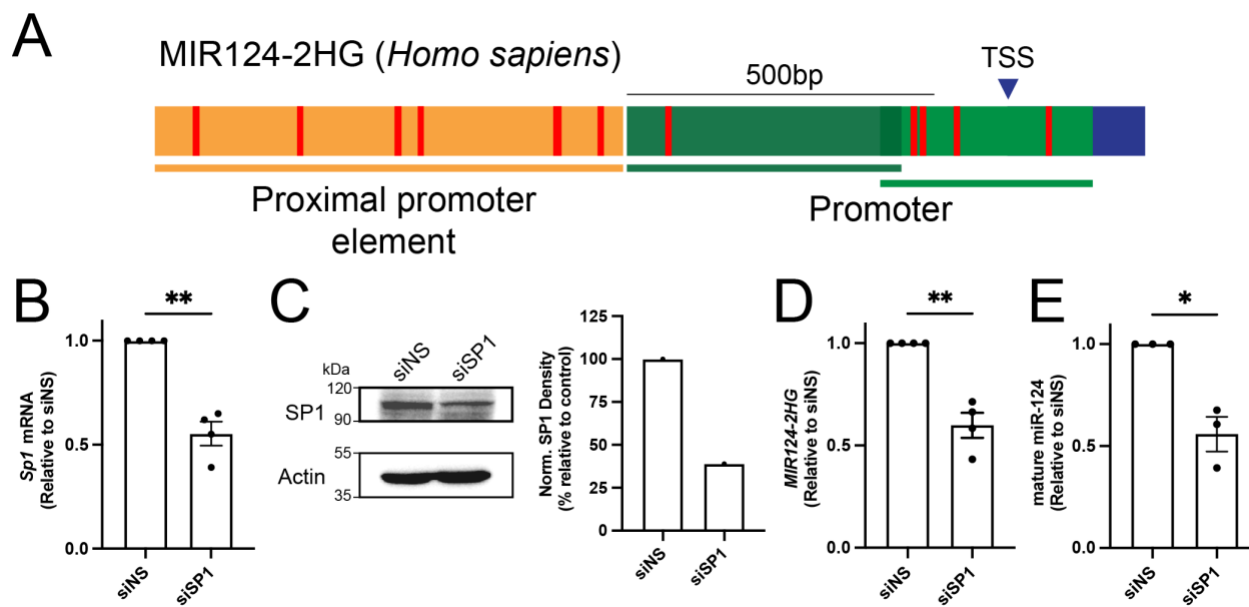 A
MIR124-2HG (Homo sapiens)
500bp
TSS
Proximal promoter
element
Promoter
B
**
Sp1 mRNA
(Relative to siNS)
1.0
0.5
0.0
siNS
siSP1
C
siNS
siSP1
kDa
120
SP1
90
55
Actin
35
Norm. SP1 Density
(% relative to control)
125
100
75
50
25
0
siNS
siSP1
D
**
MIR124-2HG
(Relative to siNS)
1.0
0.5
0.0
siNS
siSP1
E
*
mature miR-124
(Relative to siNS)
1.0
0.5
0.0
siNS
siSP1